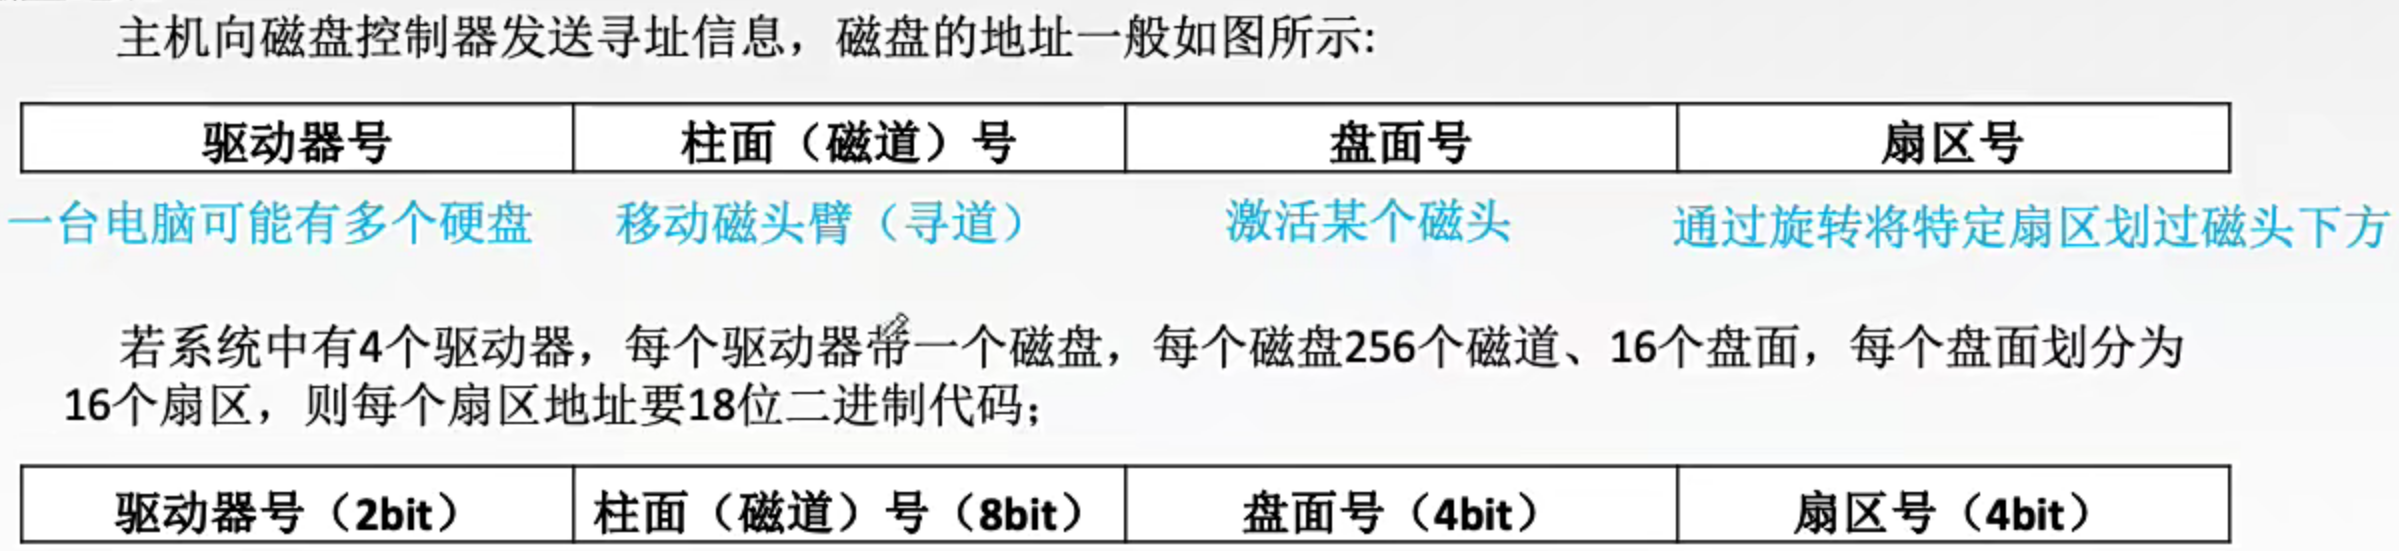 主机向磁盘控制器发送寻址信息，磁盘的地址一般如图所示:
驱动器号 柱面（磁道）号 盘面号 扇区号
一台电脑可能有多个硬盘 移动磁头臂（寻道） 激活某个磁头 通过旋转将特定扇区划过磁头下方
若系统中有4个驱动器，每个驱动器带一个磁盘，每个磁盘256个磁道、16个盘面，每个盘面划分为
16个扇区，则每个扇区地址要18位二进制代码；
驱动器号（2bit） 柱面（磁道）号（8bit） 盘面号（4bit） 扇区号（4bit）